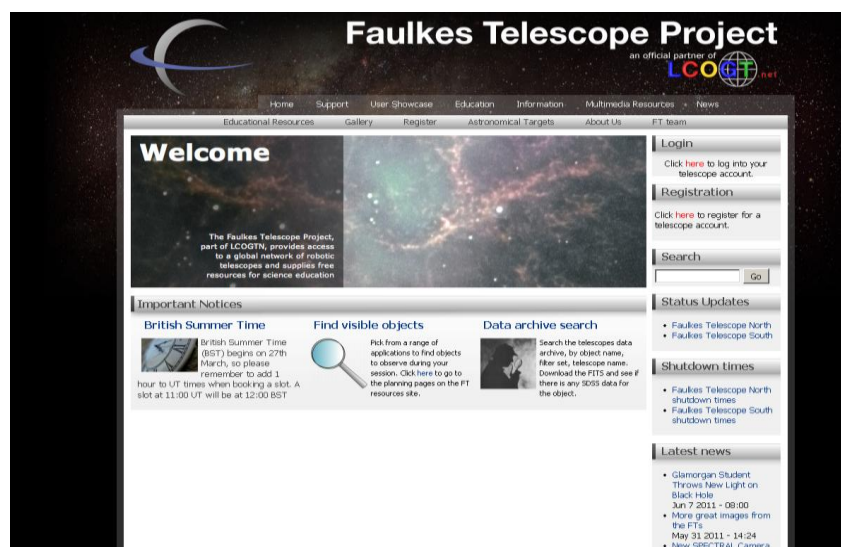 Faulkes Telescope Project
an official partner of
LCOGT.net
Home Support User Showcase Education Information Multimedia Resources News
Educational Resources Gallery Register Astronomical Targets About Us FT team
Welcome
The Faulkes Telescope Project,
part of LCOGTN, provides access
to a global network of robotic
telescopes and supplies free
resources for science education
Important Notices
British Summer Time
British Summer Time
(BST) begins on 27th
March, so please
remember to add 1
hour to UT times when booking a slot. A
slot at 11:00 UT will be at 12:00 BST
Find visible objects
Pick from a range of
applications to find objects
to observe during your
session. Click here to go to
the planning pages on the FT
resources site.
Data archive search
Search the telescopes data
archive, by object name,
filter set, telescope name.
Download the FITS and see if
there is any SDSS data for
the object.
Login
Click here to log into your
telescope account.
Registration
Click here to register for a
telescope account.
Search
Go
Status Updates
Faulkes Telescope North
Faulkes Telescope South
Shutdown times
Faulkes Telescope North
shutdown times
Faulkes Telescope South
shutdown times
Latest news
Glamorgan Student
Throws New Light on
Black Hole
Jun 7 2011 - 08:00
More great images from
the FTs
May 31 2011 - 14:24
New SPECTRAL Camera